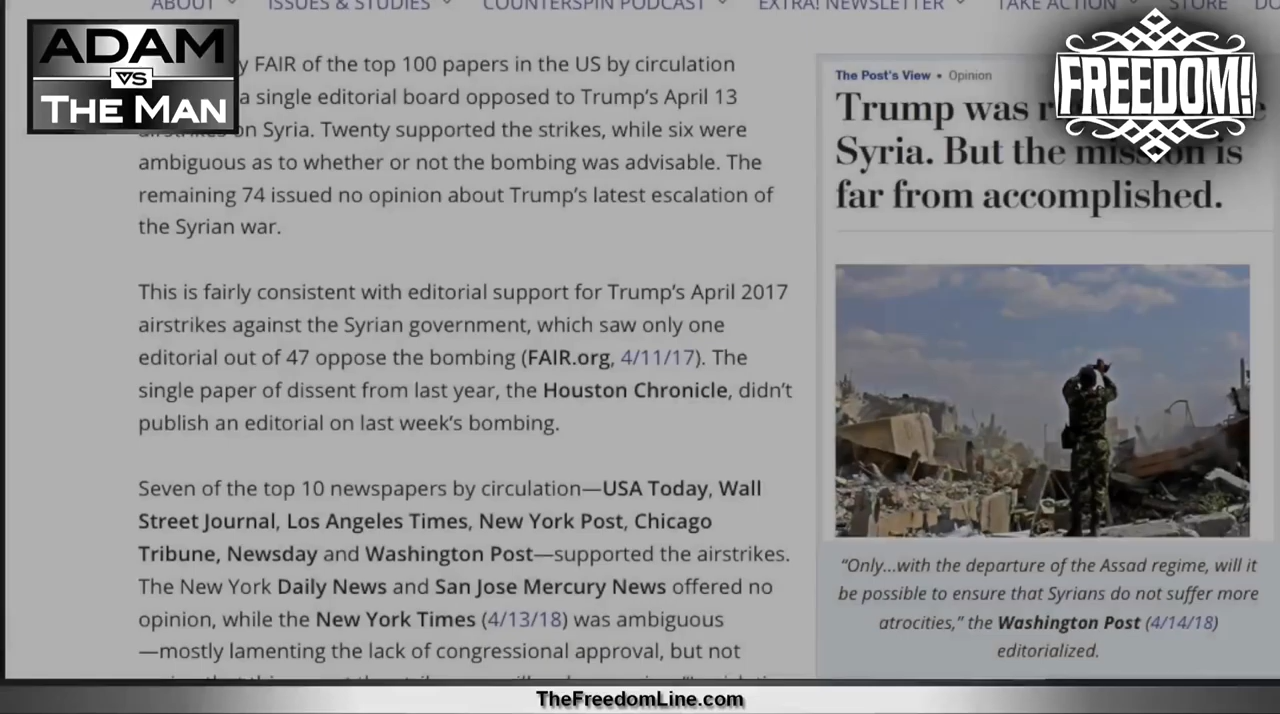 ABOUT ISSUES & STUDIES COUNTERSPIN PODCAST EXTRA! NEWSLETTER TAKE ACTION STORE
ADAM
VS
THE MAN
FREEDOM!
y FAIR of the top 100 papers in the US by circulation
a single editorial board opposed to Trump's April 13
airstrikes on Syria. Twenty supported the strikes, while six were
ambiguous as to whether or not the bombing was advisable. The
remaining 74 issued no opinion about Trump's latest escalation of
the Syrian war.
This is fairly consistent with editorial support for Trump's April 2017
airstrikes against the Syrian government, which saw only one
editorial out of 47 oppose the bombing (FAIR.org, 4/11/17). The
single paper of dissent from last year, the Houston Chronicle, didn't
publish an editorial on last week's bombing.
Seven of the top 10 newspapers by circulation—USA Today, Wall
Street Journal, Los Angeles Times, New York Post, Chicago
Tribune, Newsday and Washington Post—supported the airstrikes.
The New York Daily News and San Jose Mercury News offered no
opinion, while the New York Times (4/13/18) was ambiguous
—mostly lamenting the lack of congressional approval, but not
The Post's View • Opinion
Trump was
Syria. But the mission is
far from accomplished.
“Only...with the departure of the Assad regime, will it
be possible to ensure that Syrians do not suffer more
atrocities,” the Washington Post (4/14/18)
editorialized.
TheFreedomLine.com